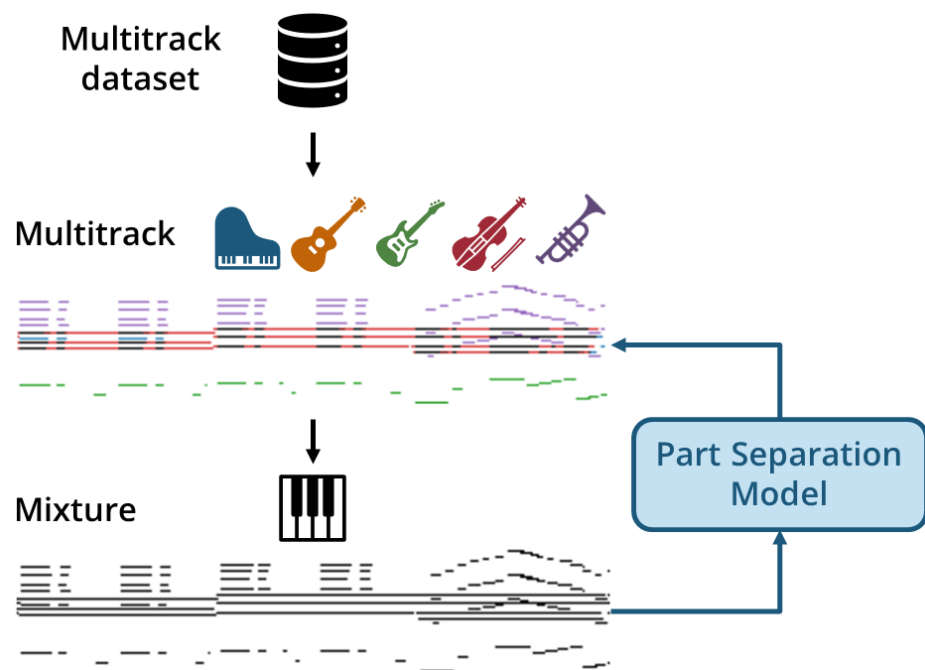 Multitrack
dataset
Multitrack
Mixture
Part Separation
Model